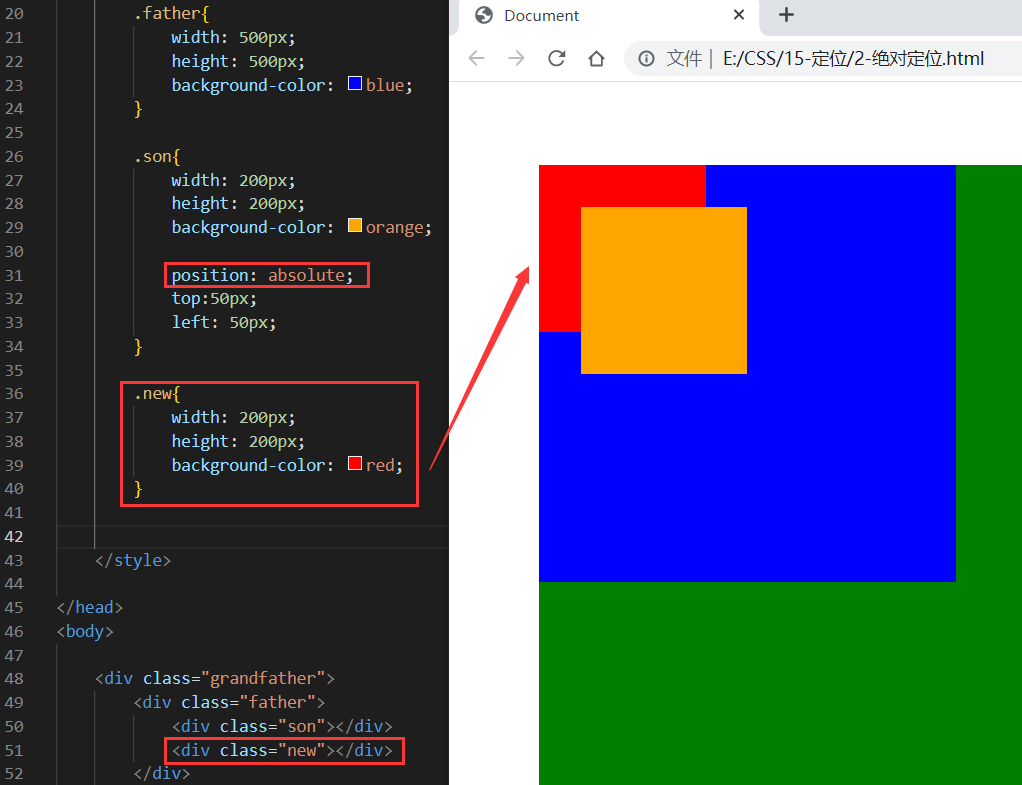 20 .father{
21 width: 500px;
22 height: 500px;
23 background-color: blue;
24 }
25
26 .son{
27 width: 200px;
28 height: 200px;
29 background-color: orange;
30
31 position: absolute;
32 top:50px;
33 left: 50px;
34 }
35
36 .new{
37 width: 200px;
38 height: 200px;
39 background-color: red;
40 }
41
42
43 </style>
44
45 </head>
46 <body>
47
48 <div class="grandfather">
49 <div class="father">
50 <div class="son"></div>
51 <div class="new"></div>
52 </div>
Document
文件 | E:/CSS/15-定位/2-绝对定位.html